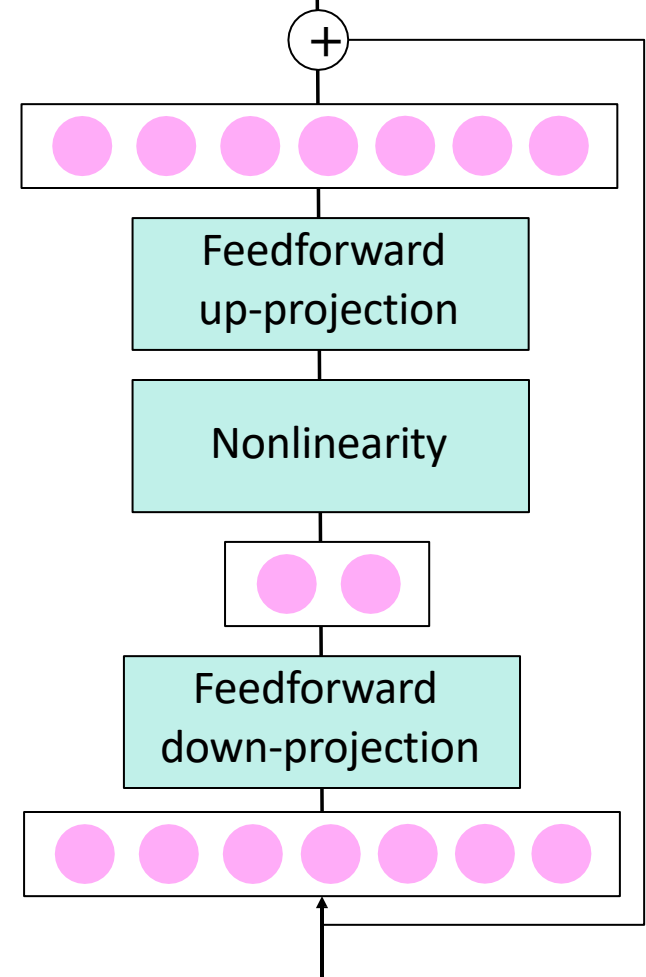 +
Feedforward
up-projection
Nonlinearity
Feedforward
down-projection